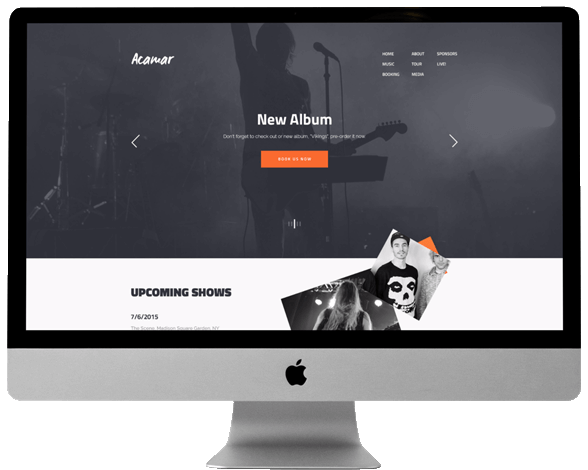 Acamar
HOME ABOUT SPONSORS
MUSIC TOUR LIVE!
BOOKING MEDIA
New Album
Don't forget to check out or new album, "Vikings", pre-order it now.
BOOK US NOW
UPCOMING SHOWS
7/6/2015
The Scene, Madison Square Garden, NY